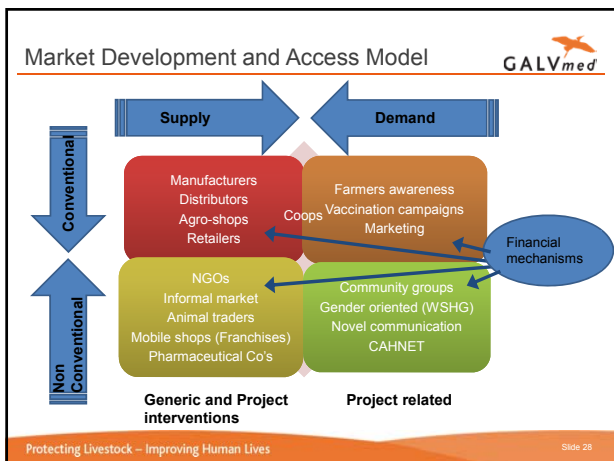 Market Development and Access Model
GALVmed
Supply
Demand
Conventional
Non
Conventional
Manufacturers
Distributors
Agro-shops
Retailers
Coops
Farmers awareness
Vaccination campaigns
Marketing
Financial
mechanisms
NGOs
Informal market
Animal traders
Mobile shops (Franchises)
Pharmaceutical Co's
Community groups
Gender oriented (WSHG)
Novel communication
CAHNET
Generic and Project
interventions
Project related
Protecting Livestock – Improving Human Lives
Slide 28